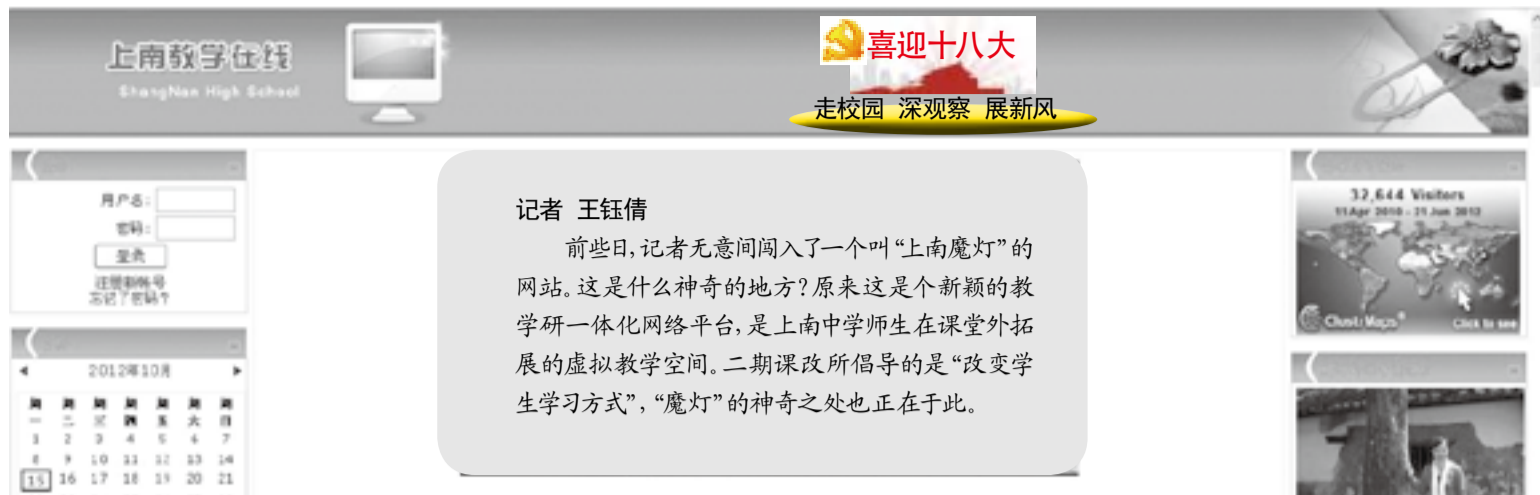 上南教学在线
ShangNan High School
喜迎十八大
走校园 深观察 展新风
用户名:
密码:
登录
注册新帐号
忘记了密码?
2012年10月
周 周 周 周 周 周 周
一 二 三 四 五 六 日
1 2 3 4 5 6 7
8 9 10 11 12 13 14
15 16 17 18 19 20 21
记者 王钰倩
前些日,记者无意间闯入了一个叫“上南魔灯”的
网站。这是什么神奇的地方?原来这是个新颖的教
学研一体化网络平台,是上南中学师生在课堂外拓
展的虚拟教学空间。二期课改所倡导的是“改变学
生学习方式”,“魔灯”的神奇之处也正在于此。
32,644 Visitors
11 Apr 2010 - 21 Jun 2012
ClustrMaps®
Click to see